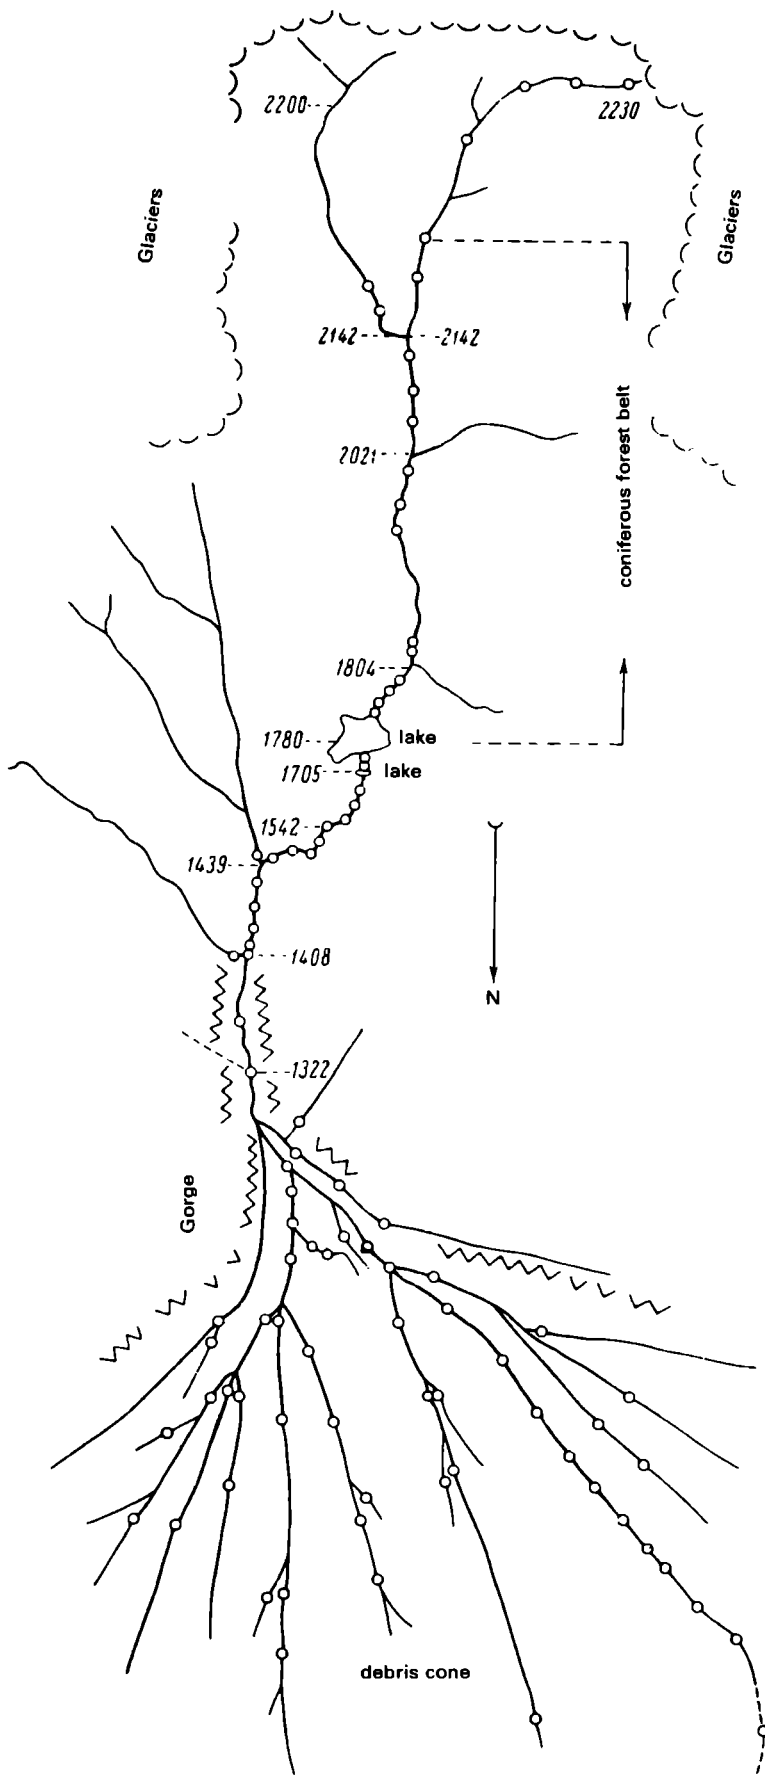 2200
2230
Glaciers
Glaciers
2142
2142
2021
coniferous forest belt
1804
1780
lake
1705
lake
1542
1439
1408
N
1322
Gorge
debris cone